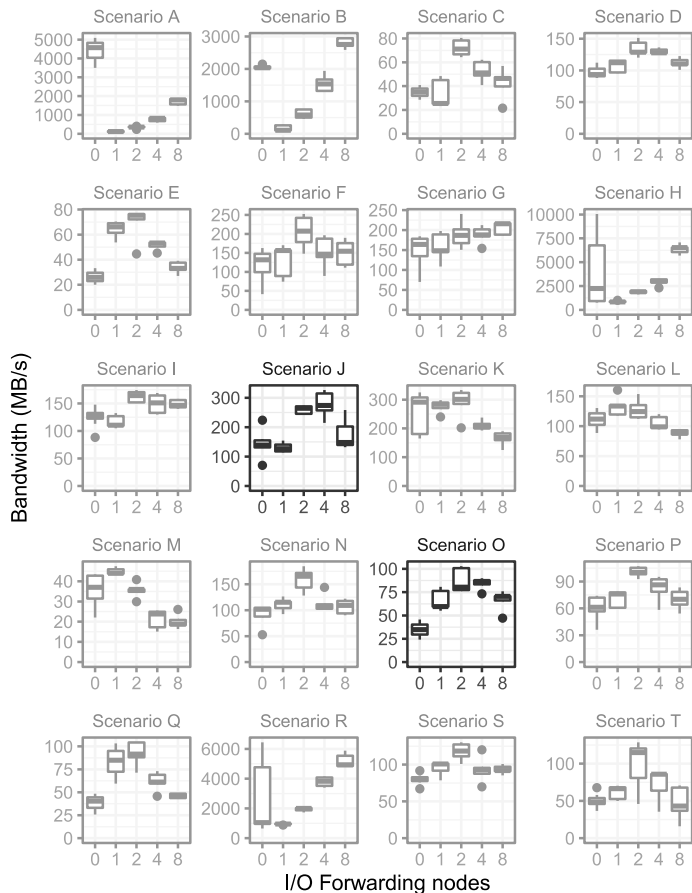 Scenario A Scenario B Scenario C Scenario D
5000 4000 3000 2000 1000 0
3000 2000 1000 0
80 60 40 20 0
150 100 50 0
0 1 2 4 8 0 1 2 4 8 0 1 2 4 8 0 1 2 4 8
Scenario E Scenario F Scenario G Scenario H
80 60 40 20 0
250 200 150 100 50 0
250 200 150 100 50 0
10000 7500 5000 2500 0
0 1 2 4 8 0 1 2 4 8 0 1 2 4 8 0 1 2 4 8
Bandwidth (MB/s)
Scenario I Scenario J Scenario K Scenario L
150 100 50 0
300 200 100 0
300 200 100 0
150 100 50 0
0 1 2 4 8 0 1 2 4 8 0 1 2 4 8 0 1 2 4 8
Scenario M Scenario N Scenario O Scenario P
40 30 20 10 0
150 100 50 0
100 75 50 25 0
90 60 30 0
0 1 2 4 8 0 1 2 4 8 0 1 2 4 8 0 1 2 4 8
Scenario Q Scenario R Scenario S Scenario T
100 75 50 25 0
6000 4000 2000 0
100 50 0
100 50 0
0 1 2 4 8 0 1 2 4 8 0 1 2 4 8 0 1 2 4 8
I/O Forwarding nodes